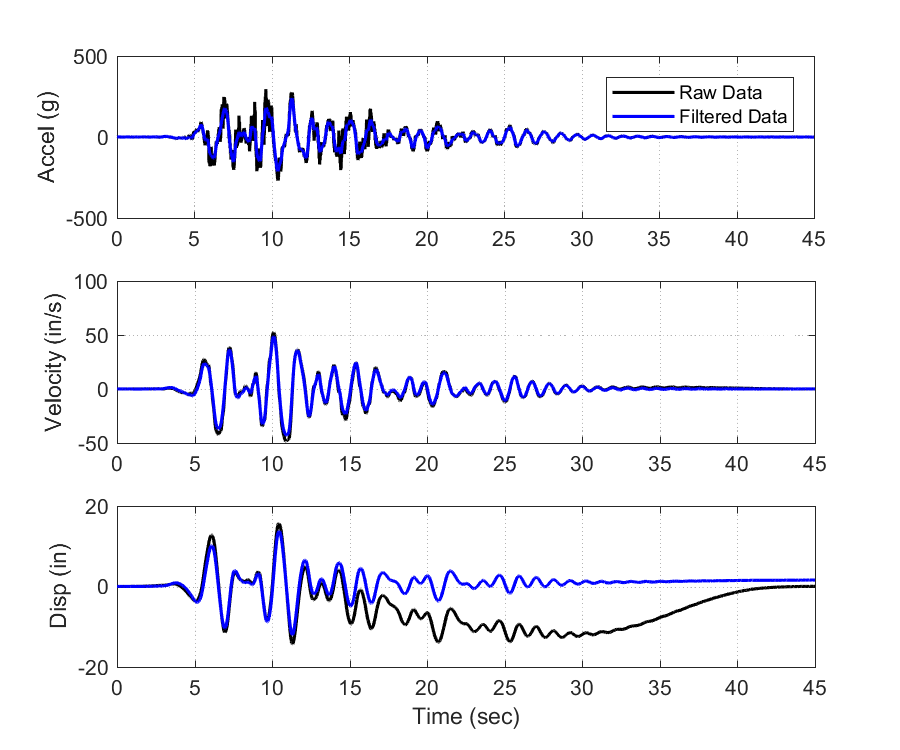 500
0
-500
Accel (g)
Raw Data
Filtered Data
0 5 10 15 20 25 30 35 40 45
100
50
0
-50
Velocity (in/s)
0 5 10 15 20 25 30 35 40 45
20
0
-20
Disp (in)
0 5 10 15 20 25 30 35 40 45
Time (sec)